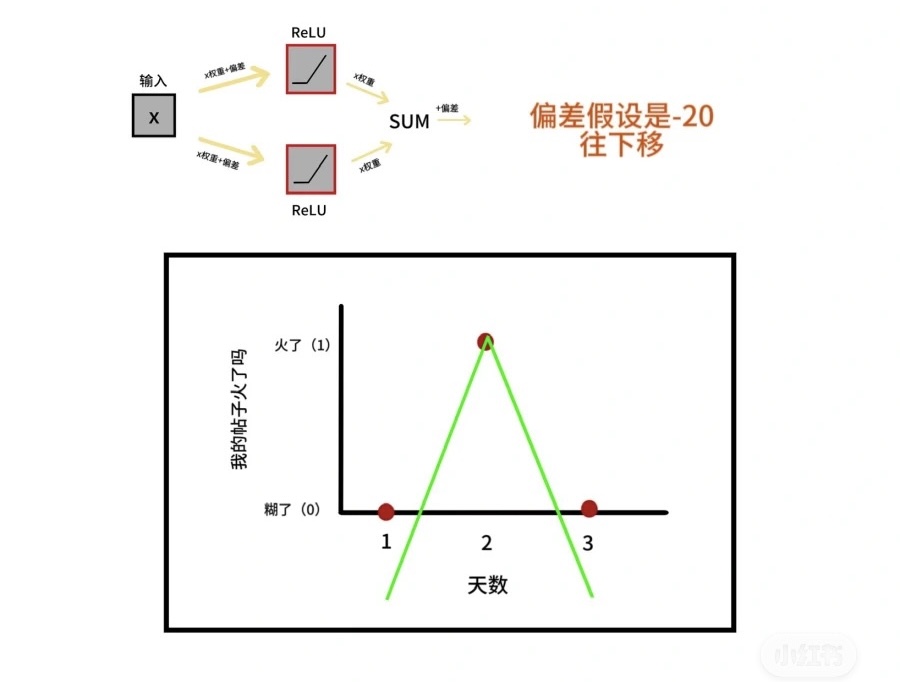 ReLU
输入
x权重+偏差
x权重
X
+偏差
SUM
偏差假设是-20
往下移
x权重+偏差
x权重
ReLU
火了（1）
我的帖子火了吗
糊了（0）
1
2
3
天数
小红书